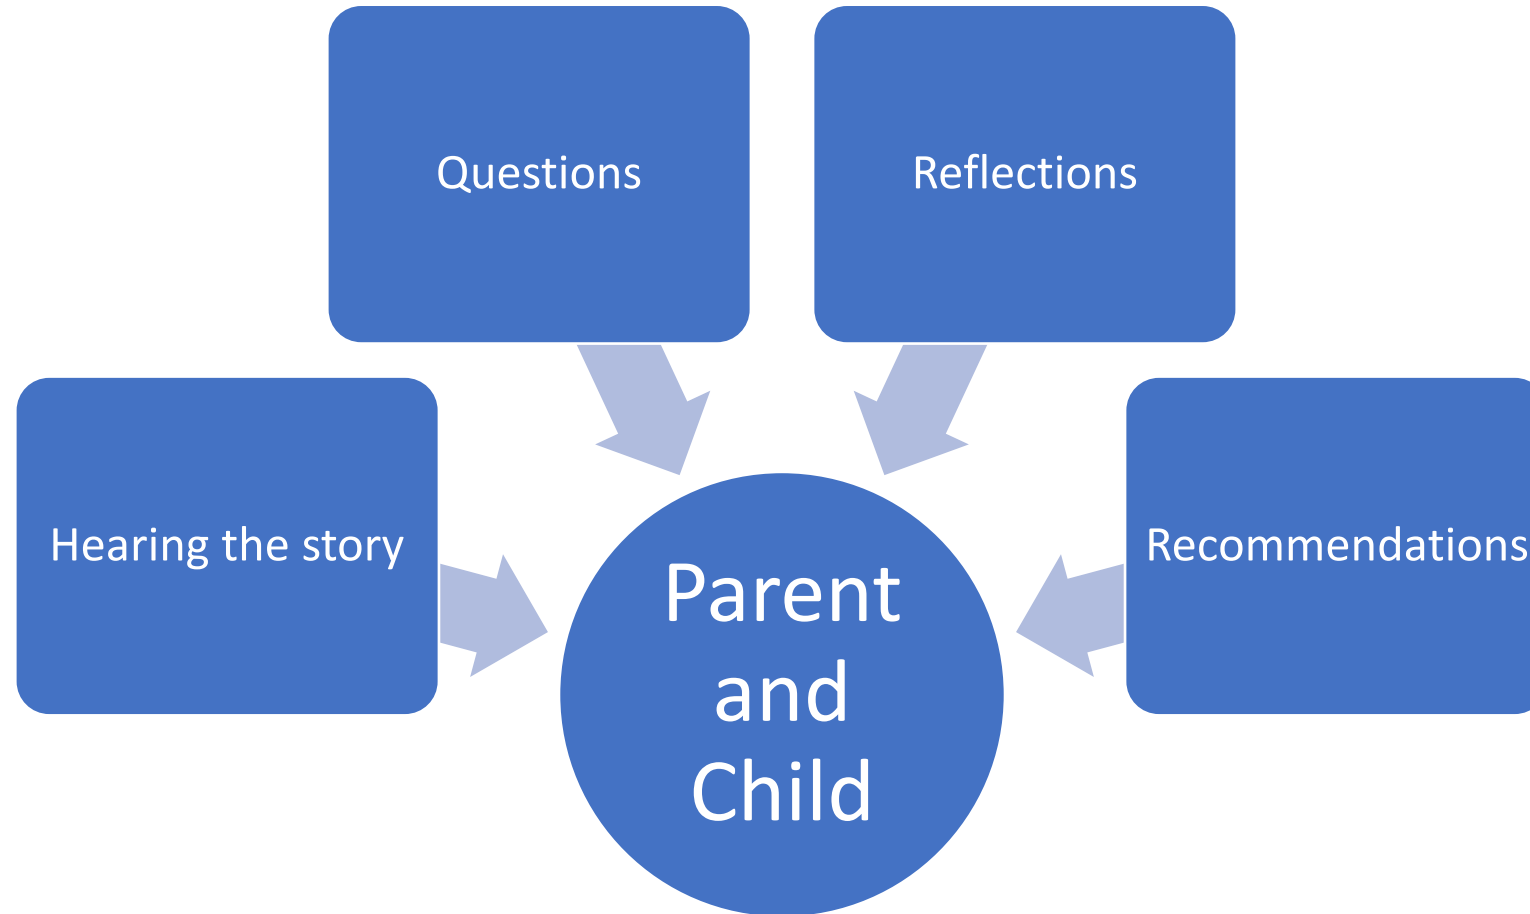 Questions
Reflections
Hearing the story
Recommendations
Parent
and
Child